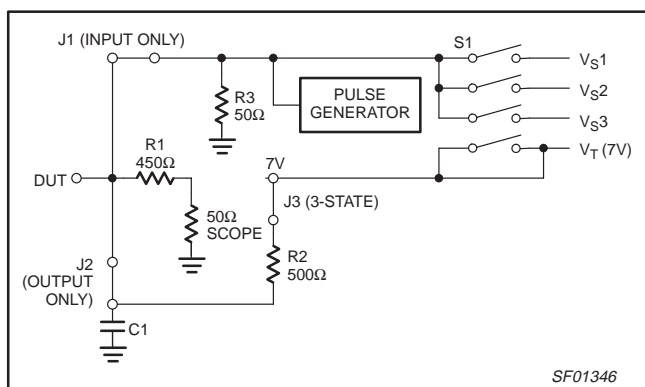 J1 (INPUT ONLY)
S1
VS1
R3
50Ω
PULSE
GENERATOR
VS2
VS3
R1
450Ω
7V
VT (7V)
DUT
J3 (3-STATE)
50Ω
SCOPE
J2
(OUTPUT
ONLY)
R2
500Ω
C1
SF01346